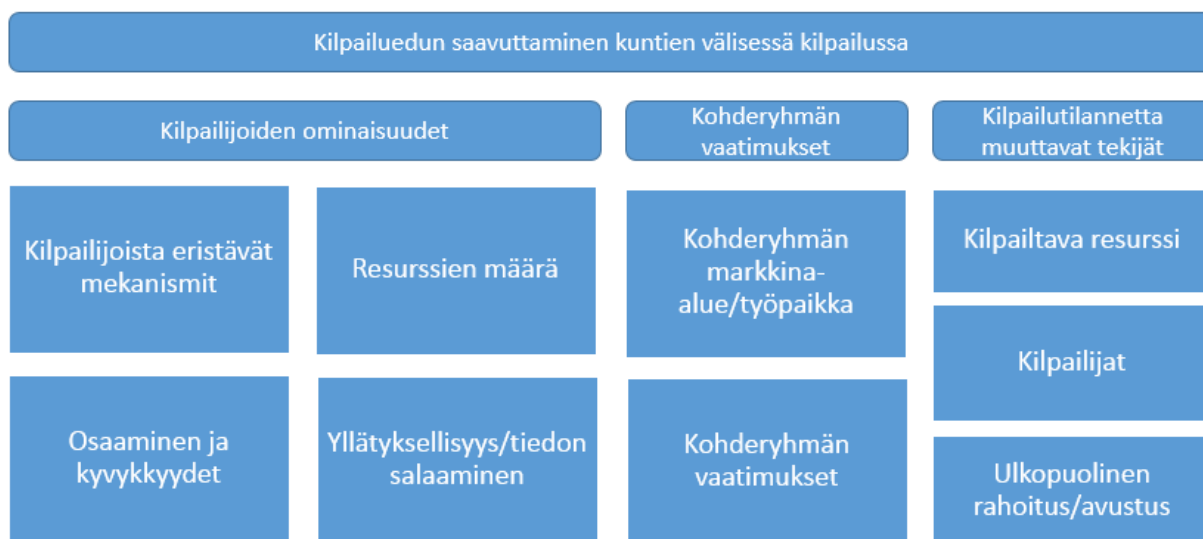 Kilpailuedun saavuttaminen kuntien välisessä kilpailussa
Kilpailijoiden ominaisuudet
Kohderyhmän
vaatimukset
Kilpailutilannetta
muuttavat tekijät
Kilpailijoista eristävät
mekanismit
Resurssien määrä
Kohderyhmän
markkina-
alue/työpaikka
Kilpailtava resurssi
Kilpailijat
Osaaminen ja
kyvykkyydet
Yllätyksellisyys/tiedon
salaaminen
Kohderyhmän
vaatimukset
Ulkopuolinen
rahoitus/avustus